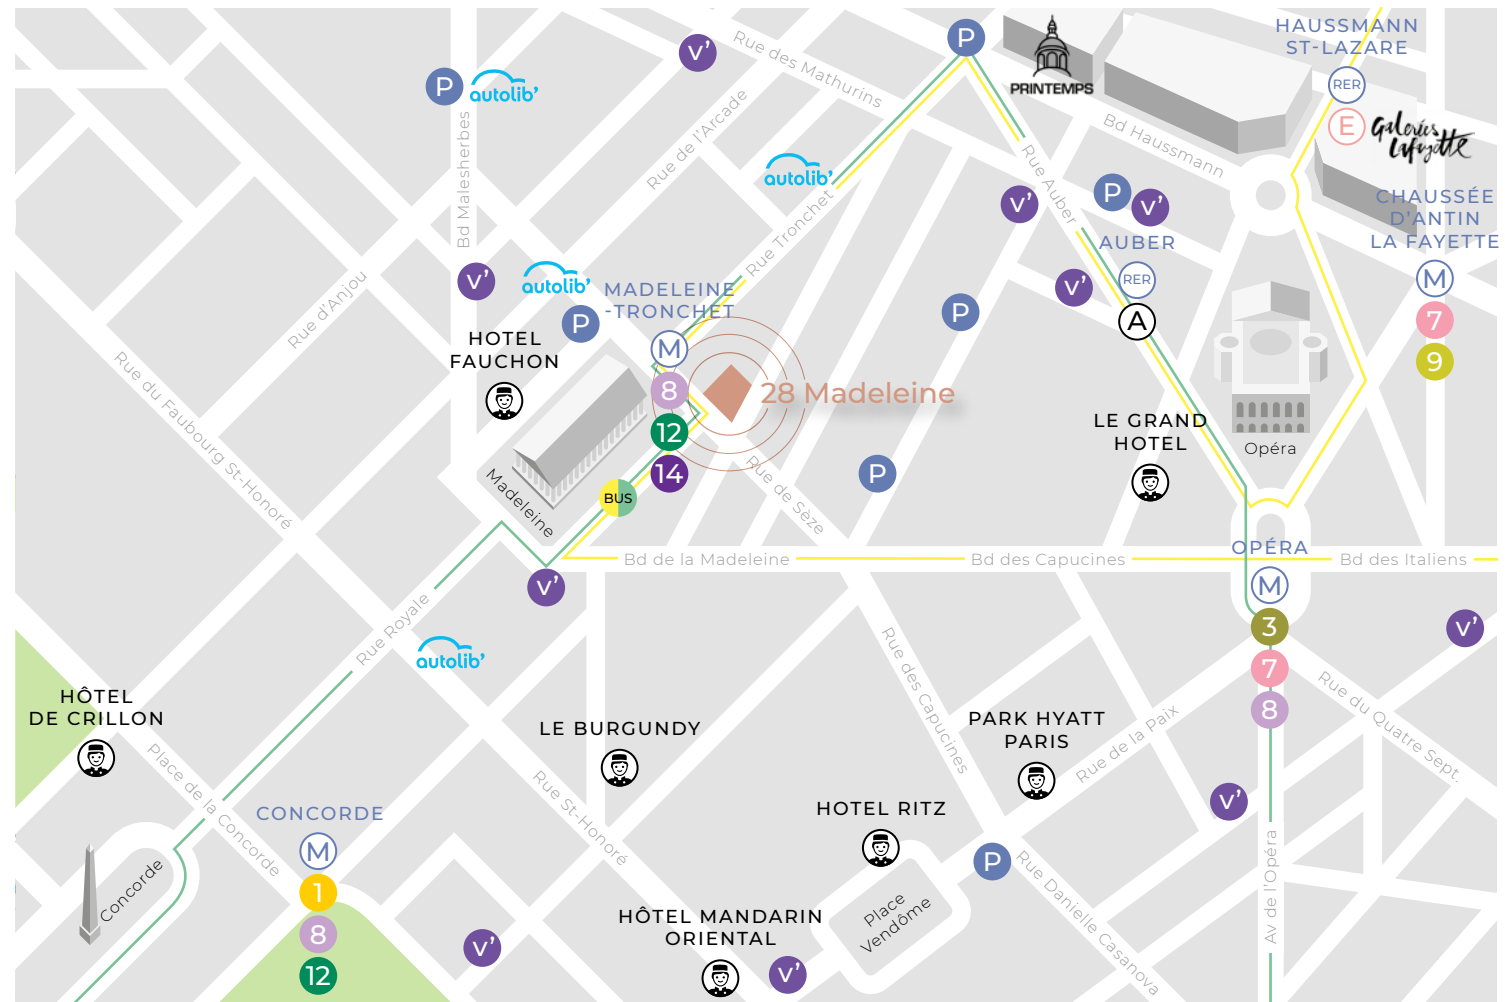 HAUSSMANN
ST-LAZARE
RER
E
Galeries
Lafayette
PRINTEMPS
P
V'
Rue des Mathurins
P
autolib'
Bd Malesherbes
Rue de l'Arcade
autolib'
Bd Haussmann
Rue Auber
V'
P
V'
CHAUSSÉE
D'ANTIN
LA FAYETTE
M
7
9
AUBER
RER
A
V'
Rue Tronchet
V'
autolib'
P
MADELEINE
-TRONCHET
M
8
12
14
Rue d'Anjou
HOTEL
FAUCHON
P
28 Madeleine
Rue du Faubourg St-Honoré
LE GRAND
HOTEL
Opéra
P
Madeleine
BUS
Rue de Sèze
Bd de la Madeleine
Bd des Capucines
OPÉRA
Bd des Italiens
M
3
7
8
V'
V'
Rue Royale
autolib'
Rue des Capucines
HÔTEL
DE CRILLON
LE BURGUNDY
PARK HYATT
PARIS
Rue de la Paix
Rue du Quatre Sept.
Place de la Concorde
Rue St-Honoré
V'
CONCORDE
M
1
8
12
HOTEL RITZ
P
Rue Danielle Casanova
Av de l'Opéra
Concorde
Place
Vendôme
HÔTEL MANDARIN
ORIENTAL
V'
V'